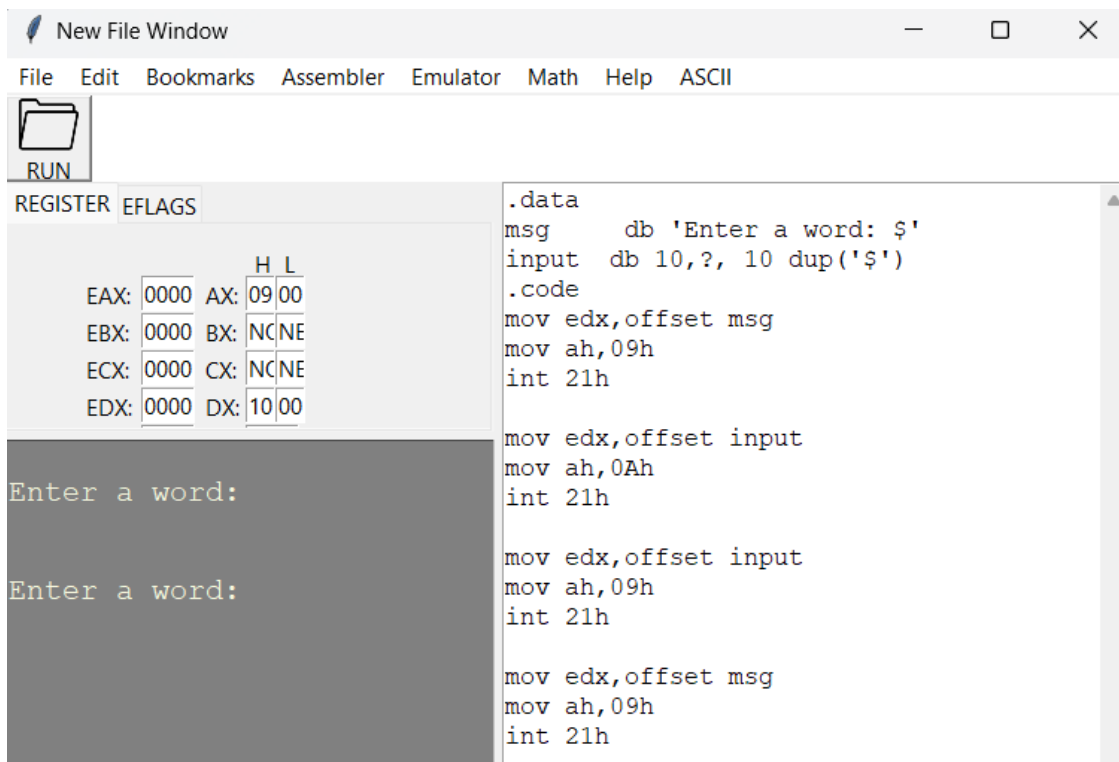 New File Window
File Edit Bookmarks Assembler Emulator Math Help ASCII
RUN
REGISTER EFLAGS
H L
EAX: 0000 AX: 09 00
EBX: 0000 BX: NC NE
ECX: 0000 CX: NC NE
EDX: 0000 DX: 10 00
Enter a word:
Enter a word:
.data
msg     db 'Enter a word: $'
input  db 10,?, 10 dup('$')
.code
mov edx,offset msg
mov ah,09h
int 21h
mov edx,offset input
mov ah,0Ah
int 21h
mov edx,offset input
mov ah,09h
int 21h
mov edx,offset msg
mov ah,09h
int 21h